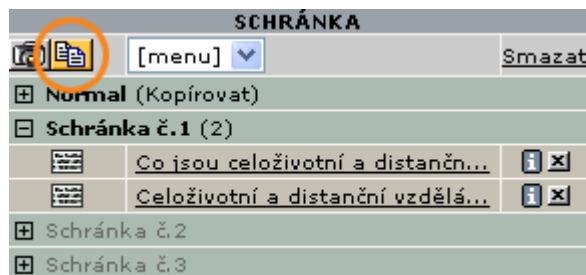 SCHRÁNKA
[menu] Smazat
Normal (Kopírovat)
Schránka č.1 (2)
Co jsou celoživotní a distančn...
Celoživotní a distanční vzdělá...
Schránka č.2
Schránka č.3